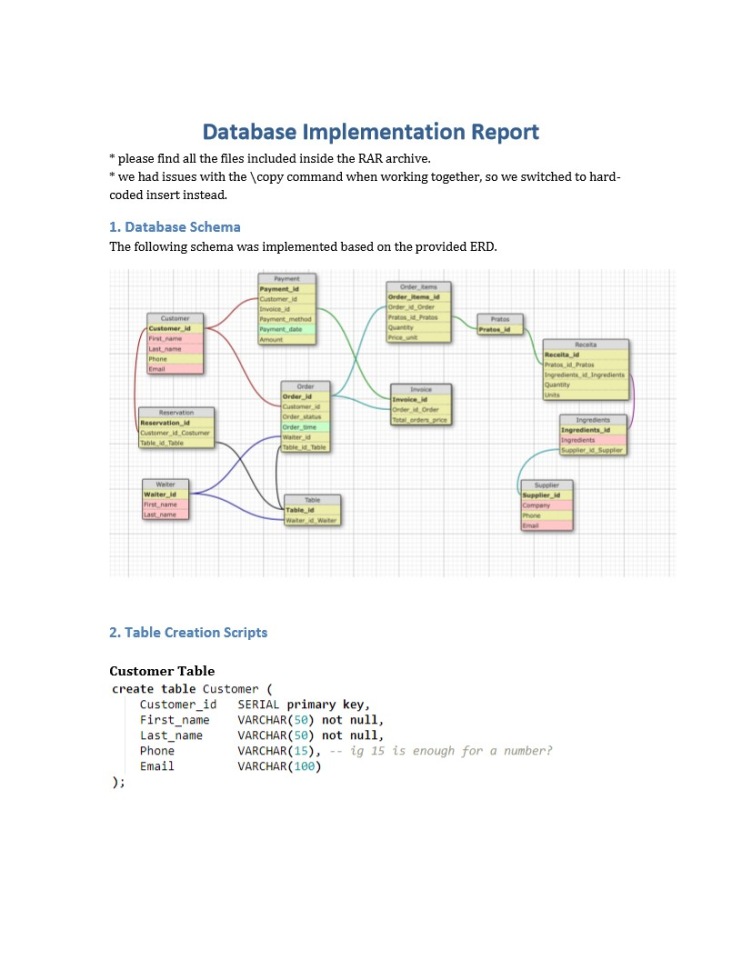 Database Implementation Report
* please find all the files included inside the RAR archive.
* we had issues with the \copy command when working together, so we switched to hard-
coded insert instead.
1. Database Schema
The following schema was implemented based on the provided ERD.
Customer
Customer_id
First_name
Last_name
Phone
Email
Payment
Payment_id
Customer_id
Invoice_id
Payment_method
Payment_date
Amount
Order_items
Order_items_id
Order_id_Order
Pratos_id_Pratos
Quantity
Price_unit
Pratos
Pratos_id
Receita
Receita_id
Pratos_id_Pratos
Ingredients_id_Ingredients
Quantity
Units
Reservation
Reservation_id
Customer_id_Costumer
Table_id_Table
Order
Order_id
Customer_id
Order_status
Order_time
Waiter_id
Table_id_Table
Invoice
Invoice_id
Order_id_Order
Total_orders_price
Ingredients
Ingredients_id
Ingredients
Supplier_id_Supplier
Waiter
Waiter_id
First_name
Last_name
Table
Table_id
Waiter_id_Waiter
Supplier
Supplier_id
Company
Phone
Email
2. Table Creation Scripts
Customer Table
create table Customer (
Customer_id SERIAL primary key,
First_name VARCHAR(50) not null,
Last_name VARCHAR(50) not null,
Phone VARCHAR(15), -- ig 15 is enough for a number?
Email VARCHAR(100)
);